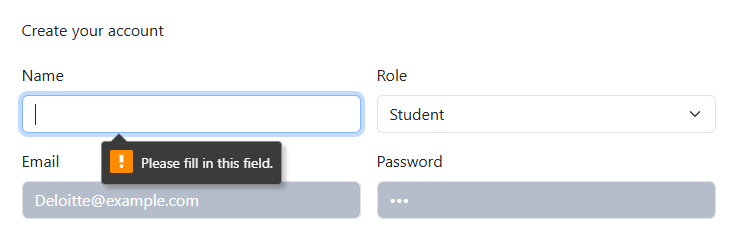 Create your account
Name
Role
Student
Please fill in this field.
Email
Password
Deloitte@example.com
•••